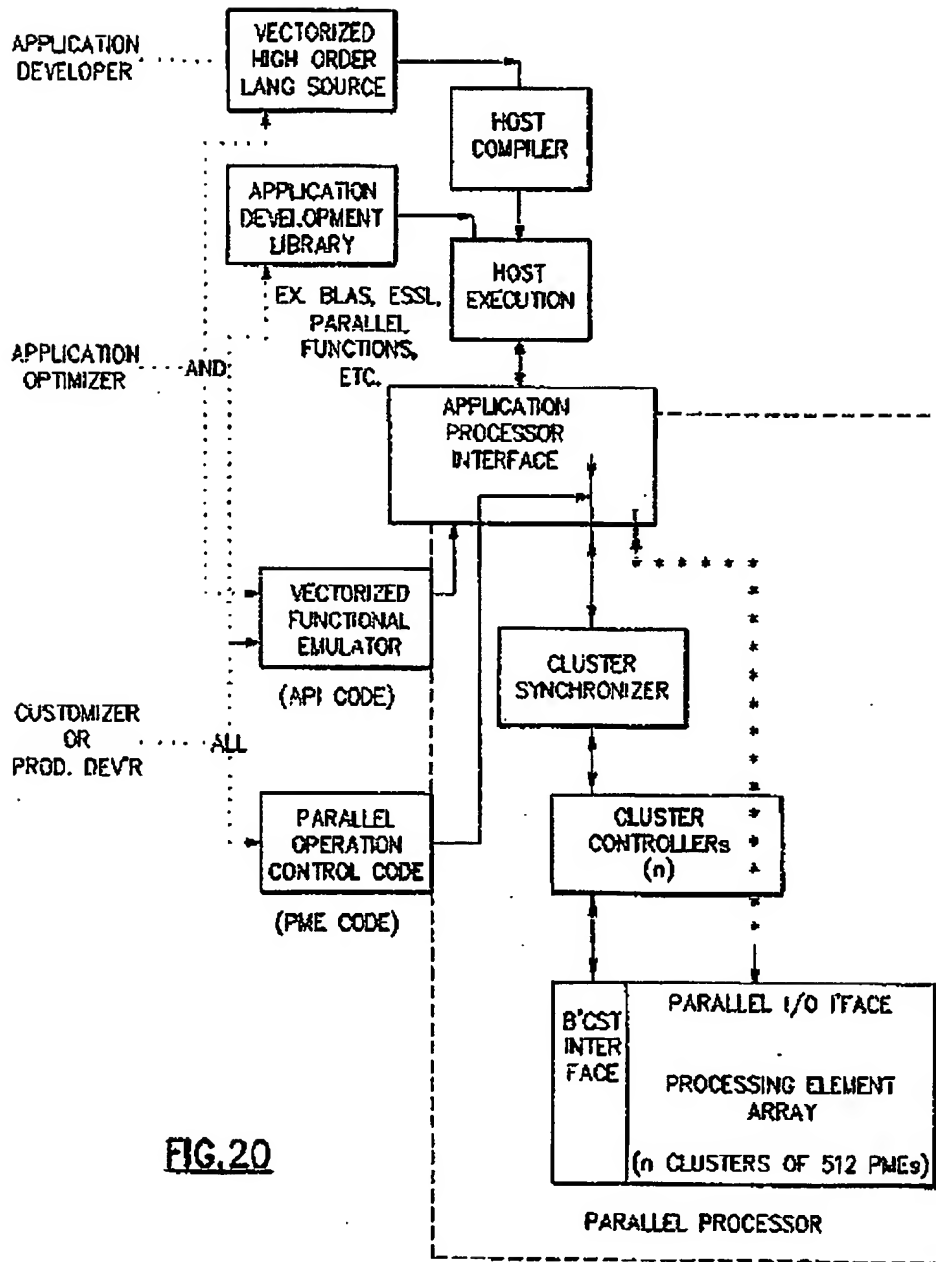 APPLICATION
DEVELOPER
VECTORIZED
HIGH ORDER
LANG SOURCE
HOST
COMPILER
APPLICATION
DEVELOPMENT
LIBRARY
HOST
EXECUTION
EX. BLAS, ESSL,
PARALLEL
FUNCTIONS,
ETC.
APPLICATION
OPTIMIZER
AND
APPLICATION
PROCESSOR
INTERFACE
VECTORIZED
FUNCTIONAL
EMULATOR
(API CODE)
CLUSTER
SYNCHRONIZER
CUSTOMIZER
OR
PROD. DEV'R
ALL
PARALLEL
OPERATION
CONTROL CODE
(PME CODE)
CLUSTER
CONTROLLERs
(n)
B'CST
INTER
FACE
PARALLEL I/O I'FACE
PROCESSING ELEMENT
ARRAY
(n CLUSTERS OF 512 PMEs)
FIG.20
PARALLEL PROCESSOR